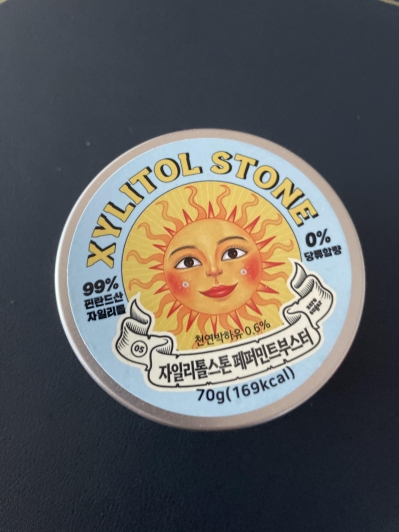 XYLITOL STONE
99%
핀란드산
자일리톨
0%
당류함량
천연박하유 0.6%
05
자일리톨스톤 페퍼민트부스터
70g(169kcal)